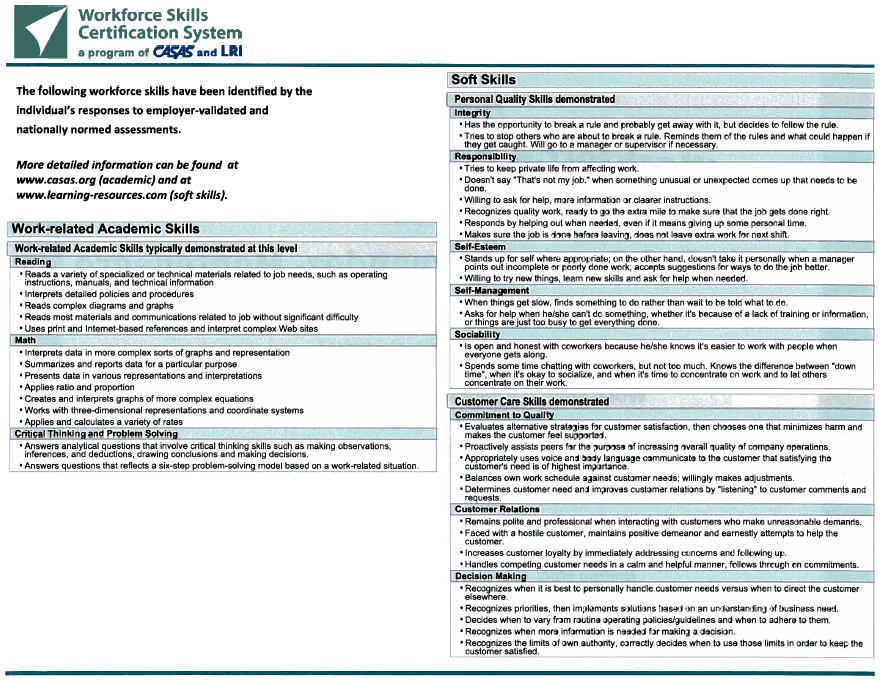 Workforce Skills
Certification System
a program of CASAS and LRI
The following workforce skills have been identified by the
individual's responses to employer-validated and
nationally normed assessments.
More detailed information can be found at
www.casas.org (academic) and at
www.learning-resources.com (soft skills).
Work-related Academic Skills
Work-related Academic Skills typically demonstrated at this level
Reading
• Reads a variety of specialized or technical materials related to job needs, such as operating
instructions, manuals, and technical information
• Interprets detailed policies and procedures
• Reads complex diagrams and graphs
• Reads most materials and communications related to job without significant difficulty
• Uses print and Internet-based references and interpret complex Web sites
Math
• Interprets data in more complex sorts of graphs and representation
• Summarizes and reports data for a particular purpose
• Presents data in various representations and interpretations
• Applies ratio and proportion
• Creates and interprets graphs of more complex equations
• Works with three-dimensional representations and coordinate systems
• Applies and calculates a variety of rates
Critical Thinking and Problem Solving
• Answers analytical questions that involve critical thinking skills such as making observations,
inferences, and deductions, drawing conclusions and making decisions.
• Answers questions that reflects a six-step problem-solving model based on a work-related situation.
Soft Skills
Personal Quality Skills demonstrated
Integrity
• Has the opportunity to break a rule and probably get away with it, but decides to follow the rule.
• Tries to stop others who are about to break a rule. Reminds them of the rules and what could happen if
they get caught. Will go to a manager or supervisor if necessary.
Responsibility
• Tries to keep private life from affecting work.
• Doesn't say "That's not my job." when something unusual or unexpected comes up that needs to be
done.
• Willing to ask for help, more information or clearer instructions.
• Recognizes quality work, ready to go the extra mile to make sure that the job gets done right.
• Responds by helping out when needed, even if it means giving up some personal time.
• Makes sure the job is done before leaving, does not leave extra work for next shift.
Self-Esteem
• Stands up for self where appropriate; on the other hand, doesn't take it personally when a manager
points out incomplete or poorly done work; accepts suggestions for ways to do the job better.
• Willing to try new things, learn new skills and ask for help when needed.
Self-Management
• When things get slow, finds something to do rather than wait to be told what to do.
• Asks for help when he/she can't do something, whether it's because of a lack of training or information,
or things are just too busy to get everything done.
Sociability
• Is open and honest with coworkers because he/she knows it's easier to work with people when
everyone gets along.
• Spends some time chatting with coworkers, but not too much. Knows the difference between "down
time", when it's okay to socialize, and when it's time to concentrate on work and to let others
concentrate on their work.
Customer Care Skills demonstrated
Commitment to Quality
• Evaluates alternative strategies for customer satisfaction, then chooses one that minimizes harm and
makes the customer feel supported.
• Proactively assists peers for the purpose of increasing overall quality of company operations.
• Appropriately uses voice and body language communicate to the customer that satisfying the
customer's need is of highest importance.
• Balances own work schedule against customer needs; willingly makes adjustments.
• Determines customer need and improves customer relations by "listening" to customer comments and
requests.
Customer Relations
• Remains polite and professional when interacting with customers who make unreasonable demands.
• Faced with a hostile customer, maintains positive demeanor and earnestly attempts to help the
customer.
• Increases customer loyalty by immediately addressing concerns and following up.
• Handles competing customer needs in a calm and helpful manner, follows through on commitments.
Decision Making
• Recognizes when it is best to personally handle customer needs versus when to direct the customer
elsewhere.
• Recognizes priorities, then implements solutions based on an understanding of business need.
• Decides when to vary from routine operating policies/guidelines and when to adhere to them.
• Recognizes when more information is needed for making a decision.
• Recognizes the limits of own authority, correctly decides when to use those limits in order to keep the
customer satisfied.